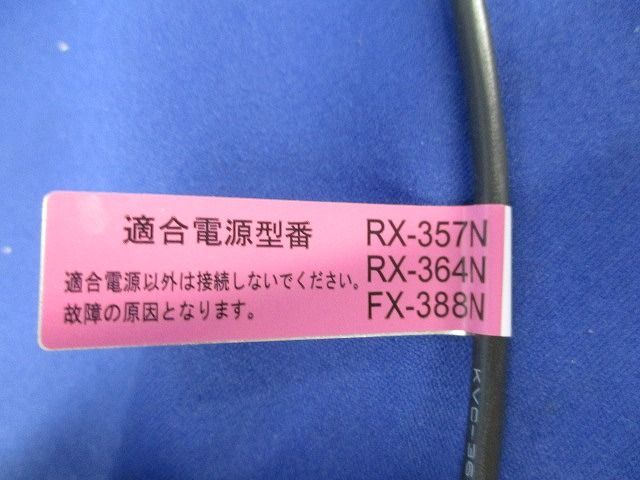 適合電源型番
適合電源以外は接続しないでください。
故障の原因となります。
RX-357N
RX-364N
FX-388N
KVC-36